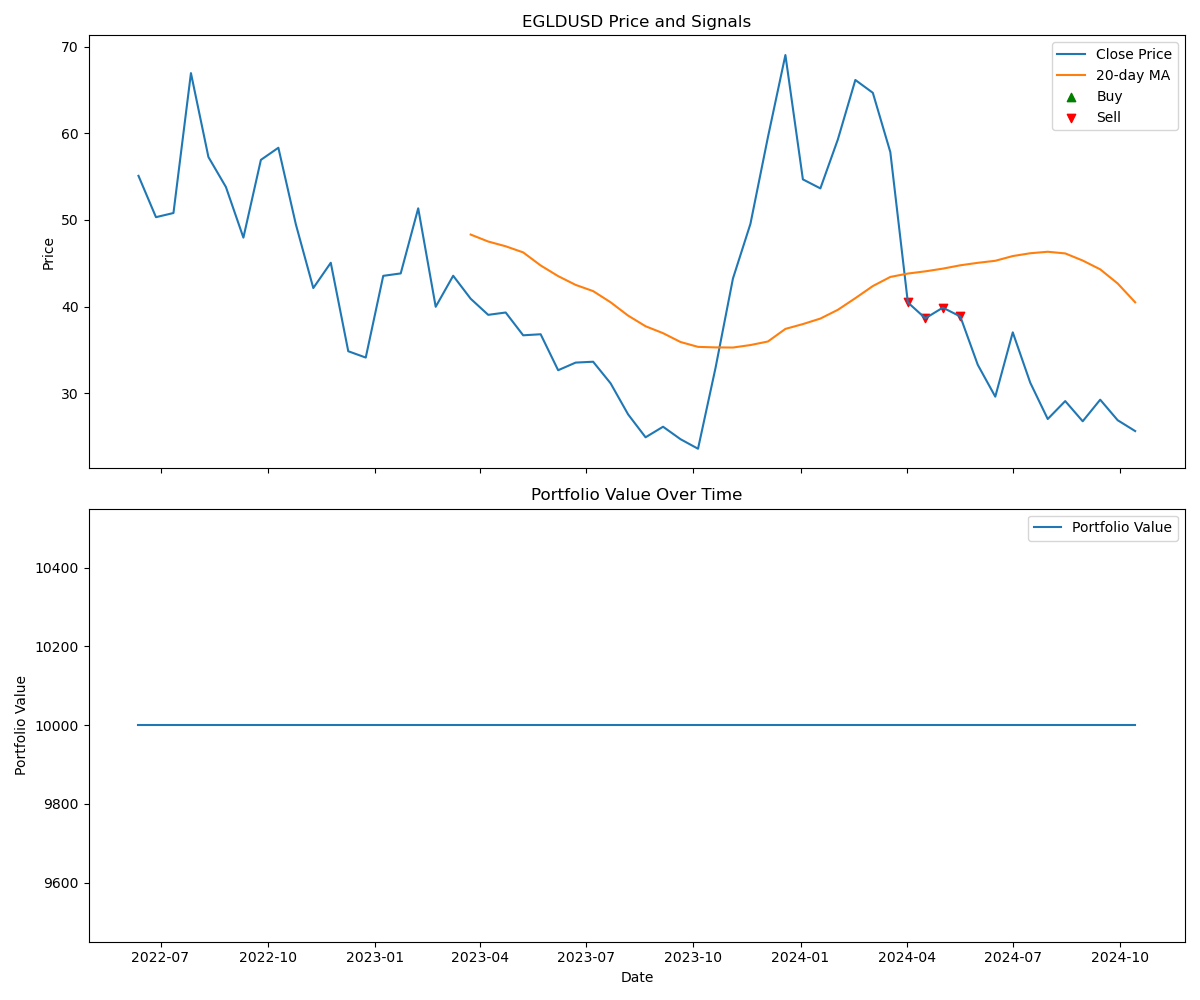 EGLDUSD Price and Signals
Price
70
60
50
40
30
Close Price
20-day MA
Buy
Sell
Portfolio Value Over Time
Portfolio Value
10400
10200
10000
9800
9600
Portfolio Value
2022-07 2022-10 2023-01 2023-04 2023-07 2023-10 2024-01 2024-04 2024-07 2024-10
Date